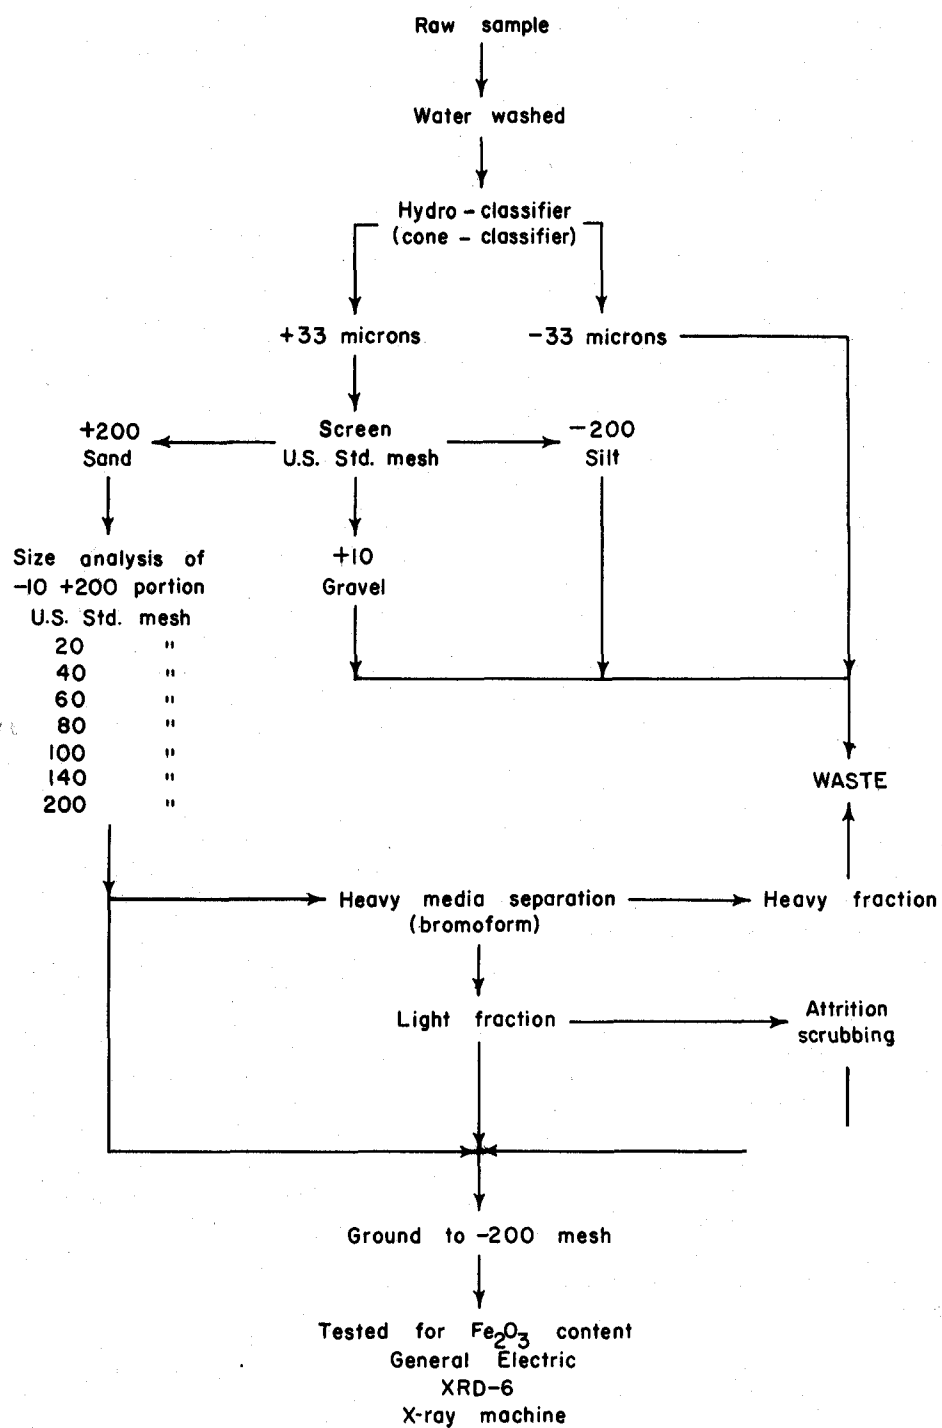 Raw sample
Water washed
Hydro-classifier
(cone-classifier)
+33 microns
-33 microns
+200
Sand
Screen
U.S. Std. mesh
-200
Silt
Size analysis of
-10 +200 portion
U.S. Std. mesh
20 "
40 "
60 "
80 "
100 "
140 "
200 "
+10
Gravel
WASTE
Heavy media separation
(bromoform)
Heavy fraction
Light fraction
Attrition
scrubbing
Ground to -200 mesh
Tested for Fe2O3 content
General Electric
XRD-6
X-ray machine